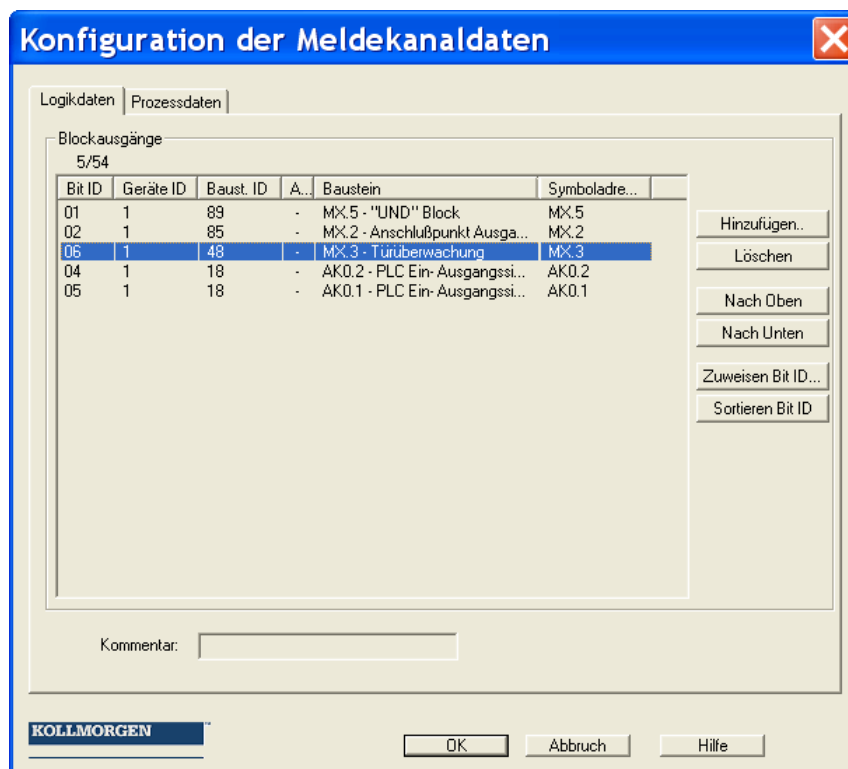 Konfiguration der Meldekanaldaten
Logikdaten Prozessdaten
Blockausgänge
5/54
Bit ID Geräte ID Baust. ID A... Baustein Symboladre...
01 1 89 - MX.5 - "UND" Block MX.5
02 1 85 - MX.2 - Anschlußpunkt Ausga... MX.2
06 1 48 - MX.3 - Türüberwachung MX.3
04 1 18 - AK0.2 - PLC Ein- Ausgangssi... AK0.2
05 1 18 - AK0.1 - PLC Ein- Ausgangssi... AK0.1
Hinzufügen..
Löschen
Nach Oben
Nach Unten
Zuweisen Bit ID...
Sortieren Bit ID
Kommentar:
KOLLMORGEN™
OK Abbruch Hilfe